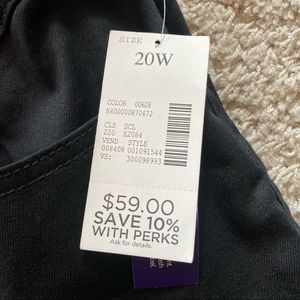 SIZE
20W
COLOR 00628
K400000870472
CLS SCL
220 S2084
VEND STYLE
008408 001091544
VS: 300098993
$59.00
SAVE 10%
WITH PERKS
Ask for details.